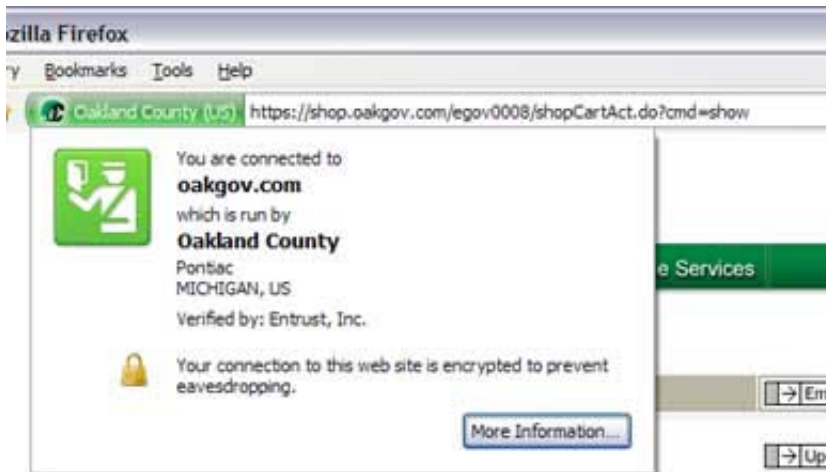 zilla Firefox
Bookmarks Tools Help
Oakland County (US) https://shop.oakgov.com/egov0008/shopCartAct.do?cmd=show
You are connected to
oakgov.com
which is run by
Oakland County
Pontiac
MICHIGAN, US
Verified by: Entrust, Inc.
Your connection to this web site is encrypted to prevent
eavesdropping.
More Information...
e Services
Em
Up